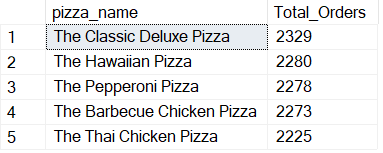 pizza_name Total_Orders
1 The Classic Deluxe Pizza 2329
2 The Hawaiian Pizza 2280
3 The Pepperoni Pizza 2278
4 The Barbecue Chicken Pizza 2273
5 The Thai Chicken Pizza 2225